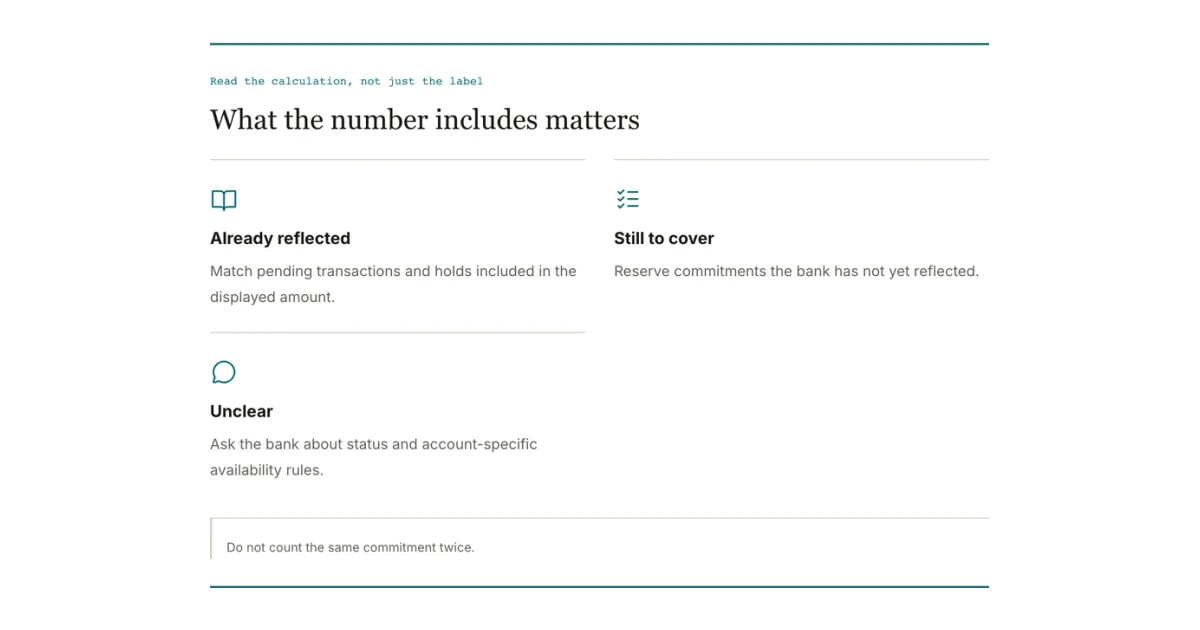 Read the calculation, not just the label
What the number includes matters
Already reflected
Match pending transactions and holds included in the
displayed amount.
Still to cover
Reserve commitments the bank has not yet reflected.
Unclear
Ask the bank about status and account-specific
availability rules.
Do not count the same commitment twice.